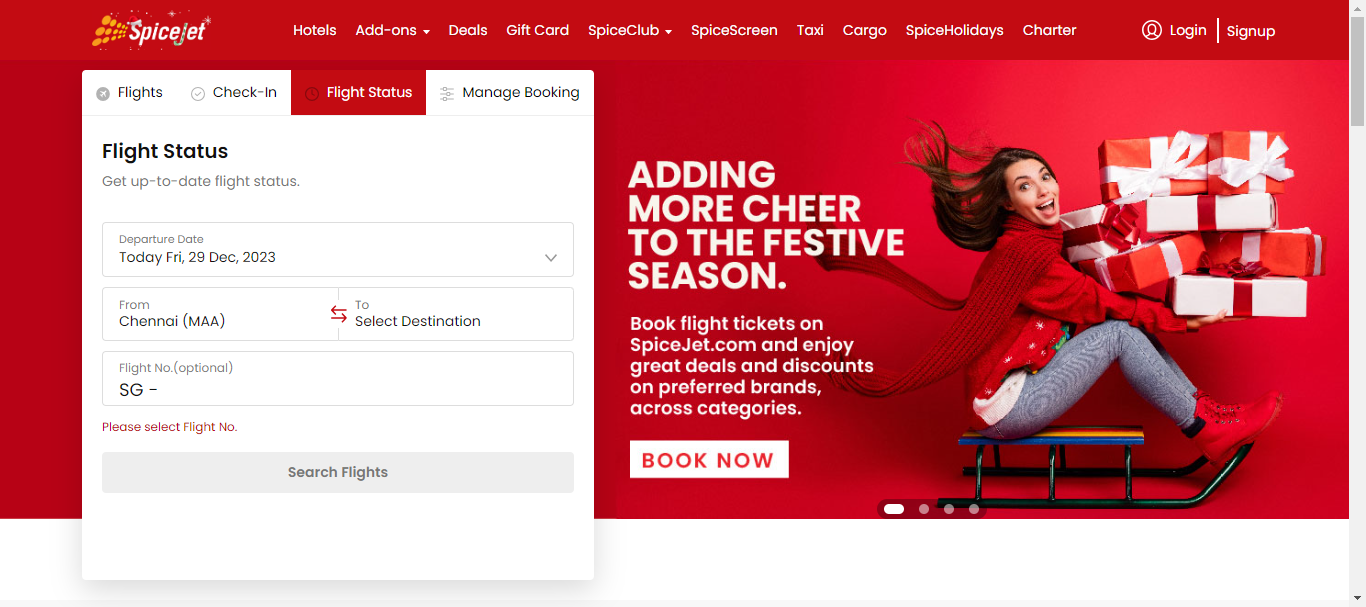 spicejet
Hotels Add-ons Deals Gift Card SpiceClub SpiceScreen Taxi Cargo SpiceHolidays Charter Login Signup
Flights Check-In Flight Status Manage Booking
Flight Status
Get up-to-date flight status.
Departure Date
Today Fri, 29 Dec, 2023
From To
Chennai (MAA) Select Destination
Flight No.(optional)
SG -
Please select Flight No.
Search Flights
ADDING
MORE CHEER
TO THE FESTIVE
SEASON.
Book flight tickets on
SpiceJet.com and enjoy
great deals and discounts
on preferred brands,
across categories.
BOOK NOW